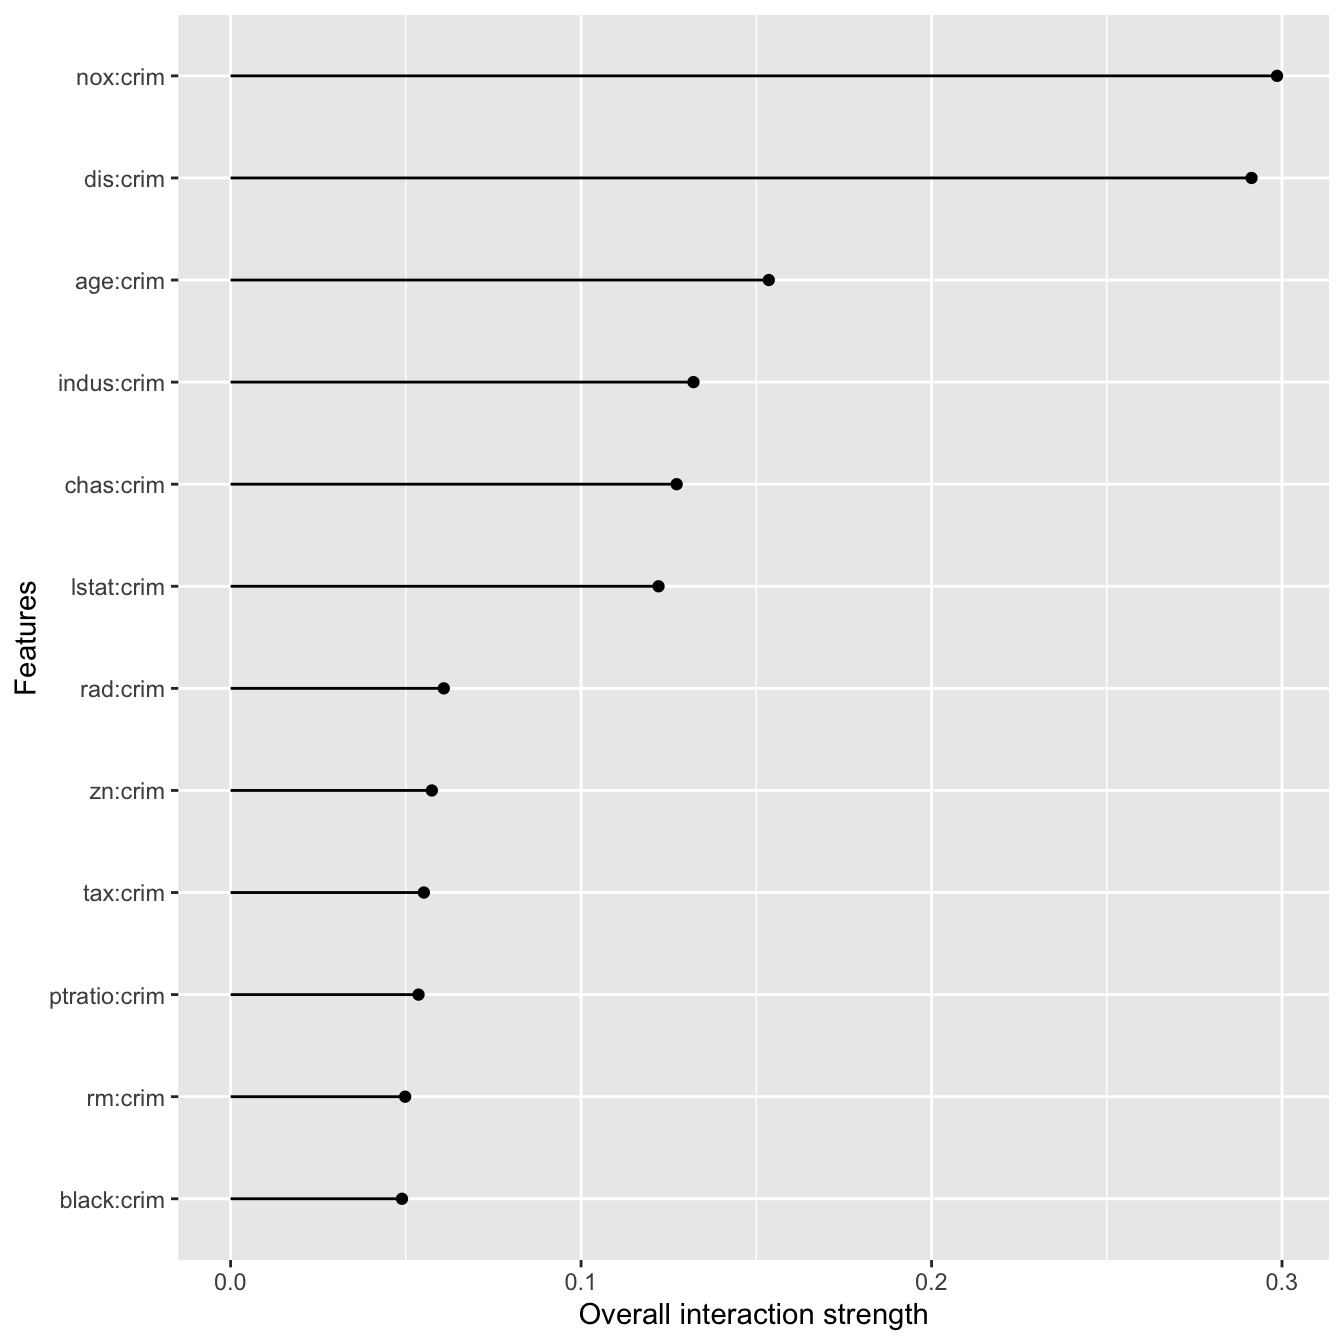 nox:crim
dis:crim
age:crim
indus:crim
chas:crim
lstat:crim
rad:crim
zn:crim
tax:crim
ptratio:crim
rm:crim
black:crim
Features
0.0 0.1 0.2 0.3
Overall interaction strength